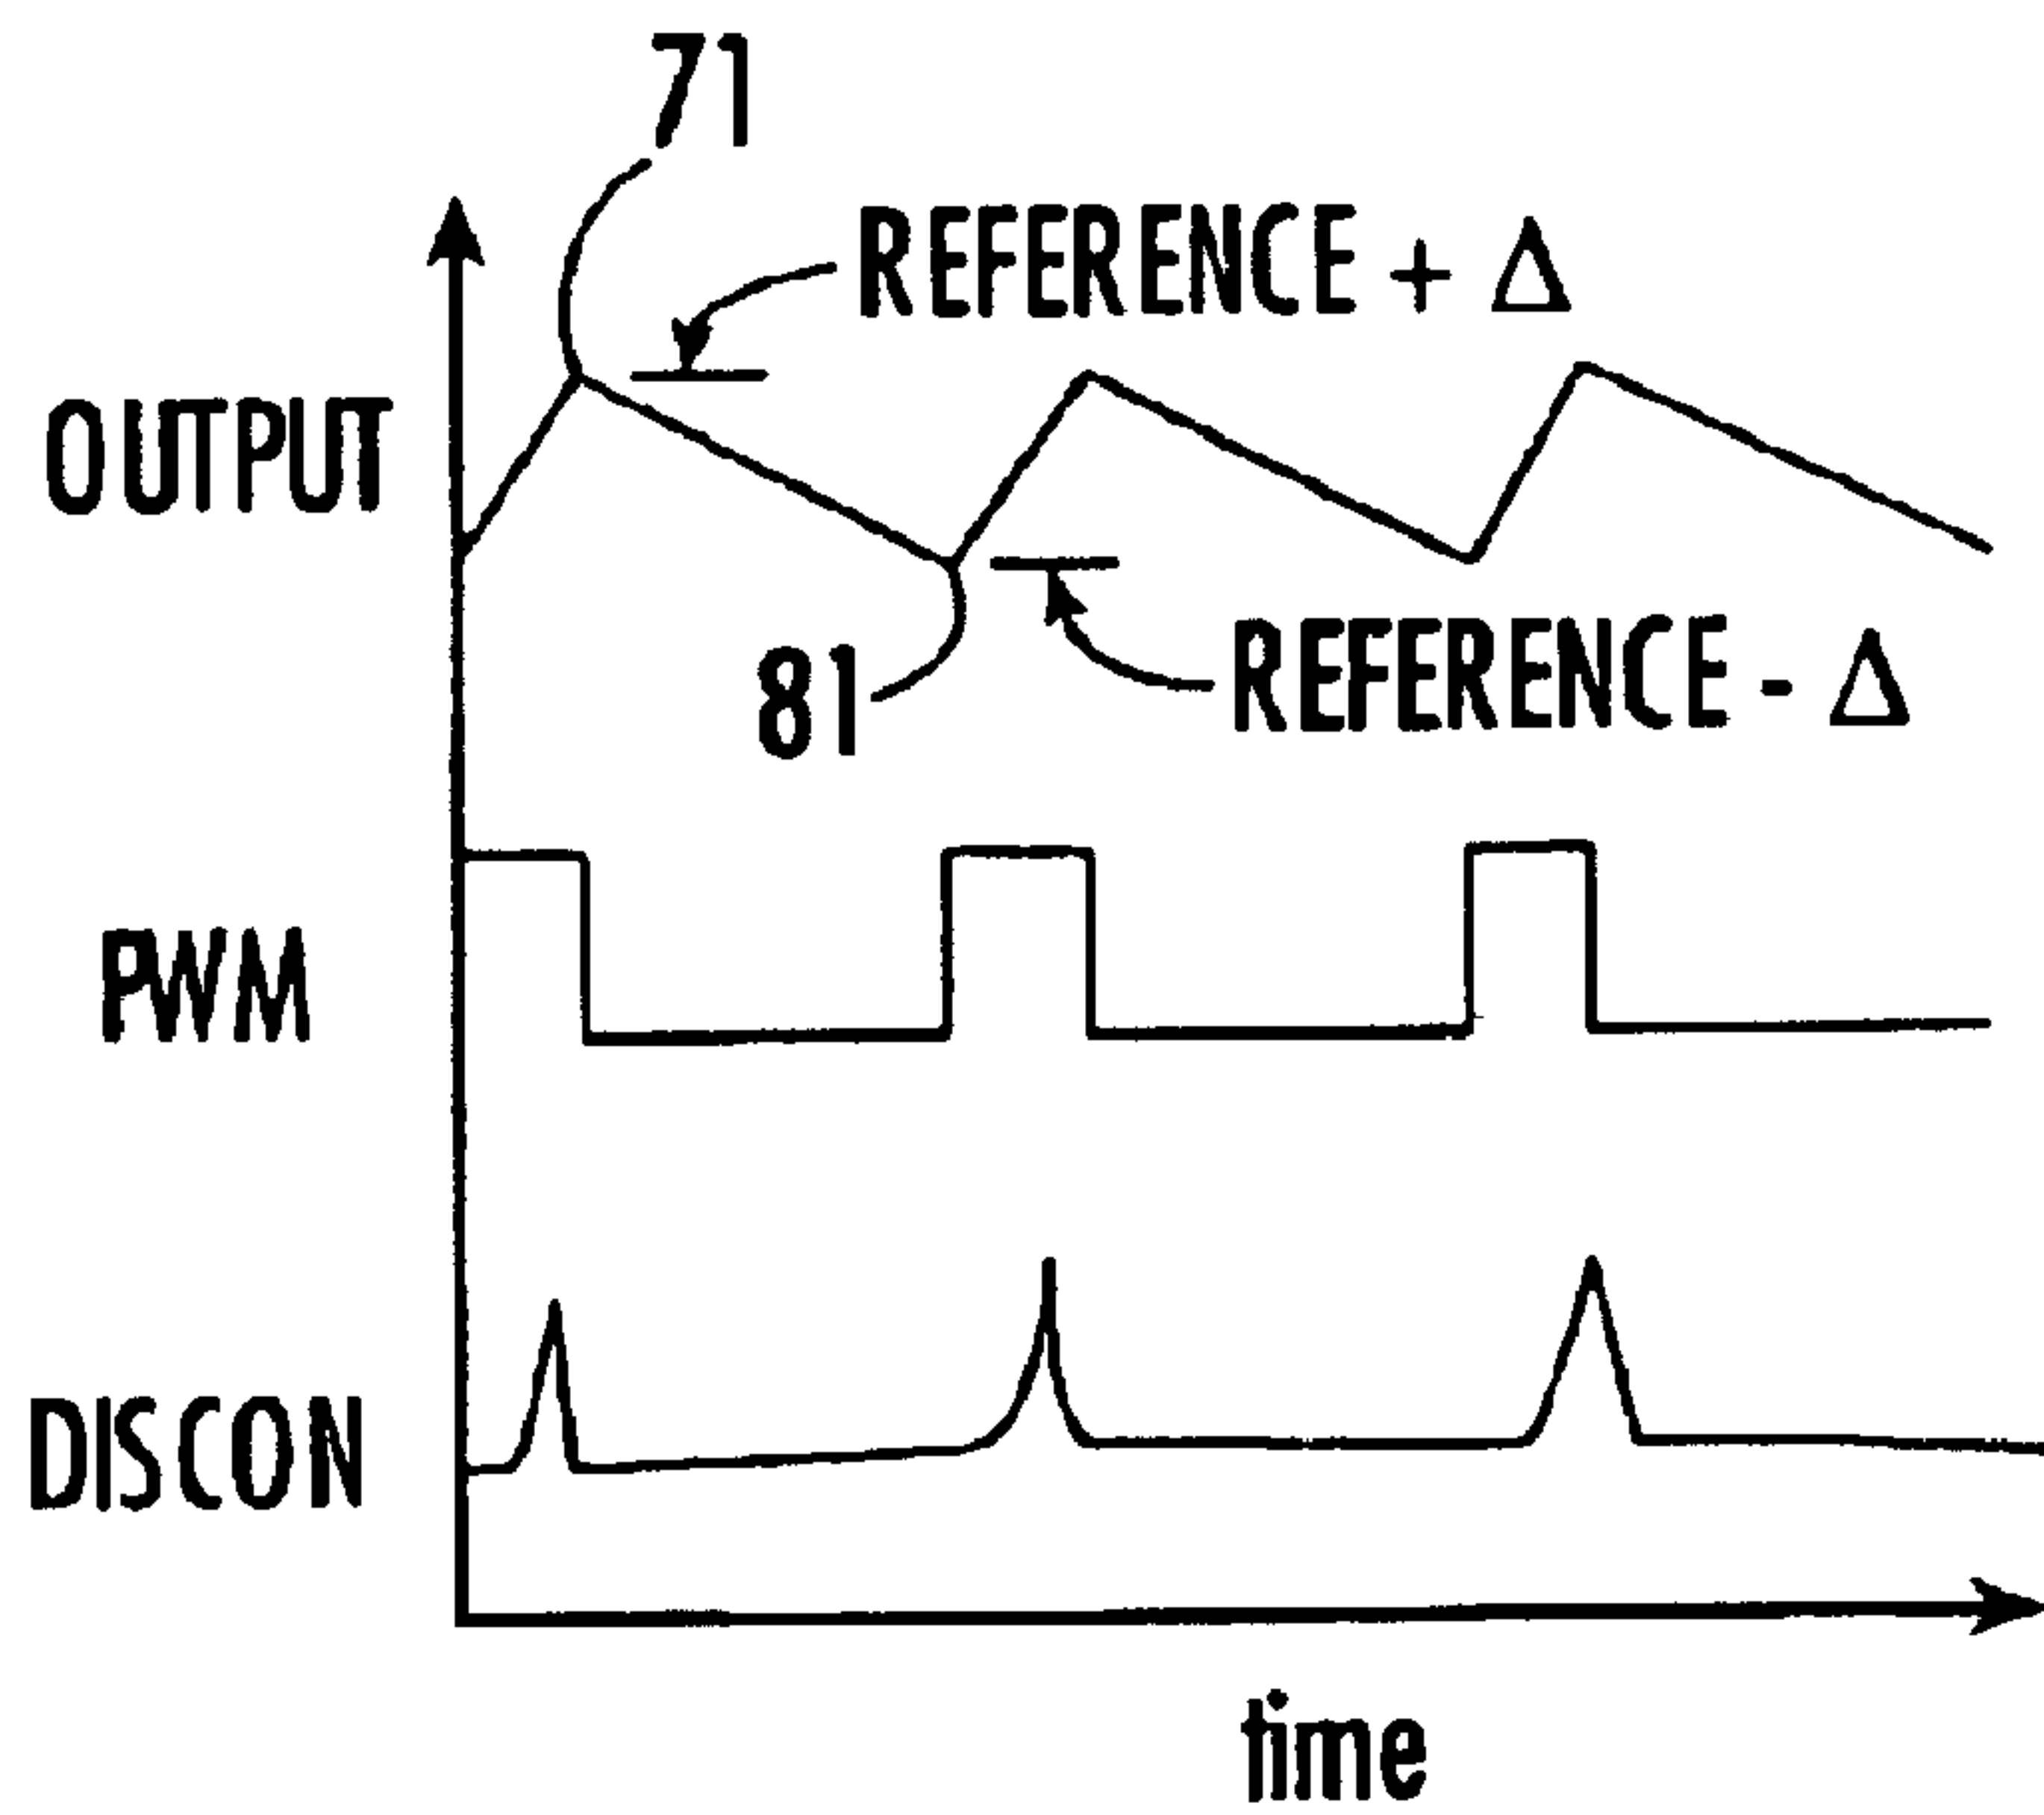 71
REFERENCE + Δ
OUTPUT
81
REFERENCE - Δ
PWM
DISCON
time